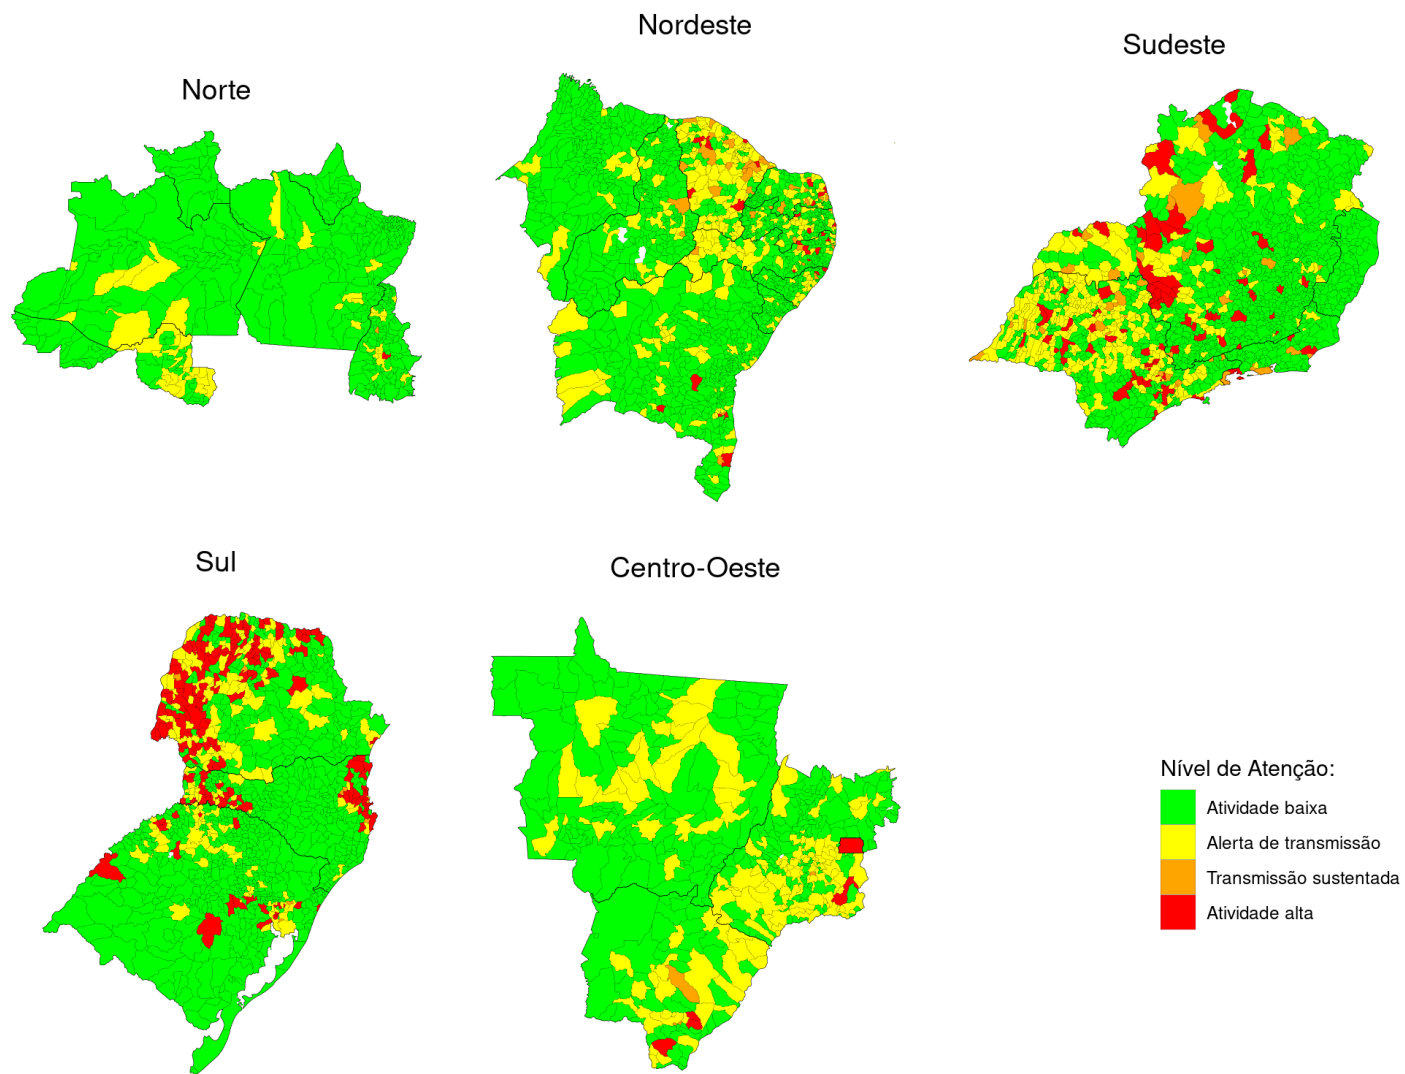 Nordeste
Sudeste
Norte
Sul
Centro-Oeste
Nível de Atenção:
Atividade baixa
Alerta de transmissão
Transmissão sustentada
Atividade alta